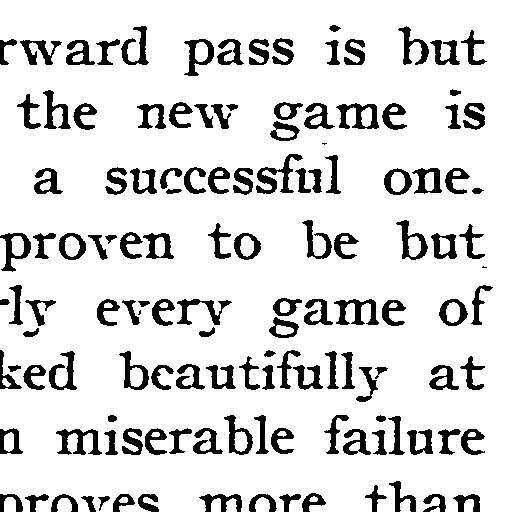 rward pass is but
the new game is
a successful one.
proven to be but
rly every game of
ked beautifully at
n miserable failure
proves more than